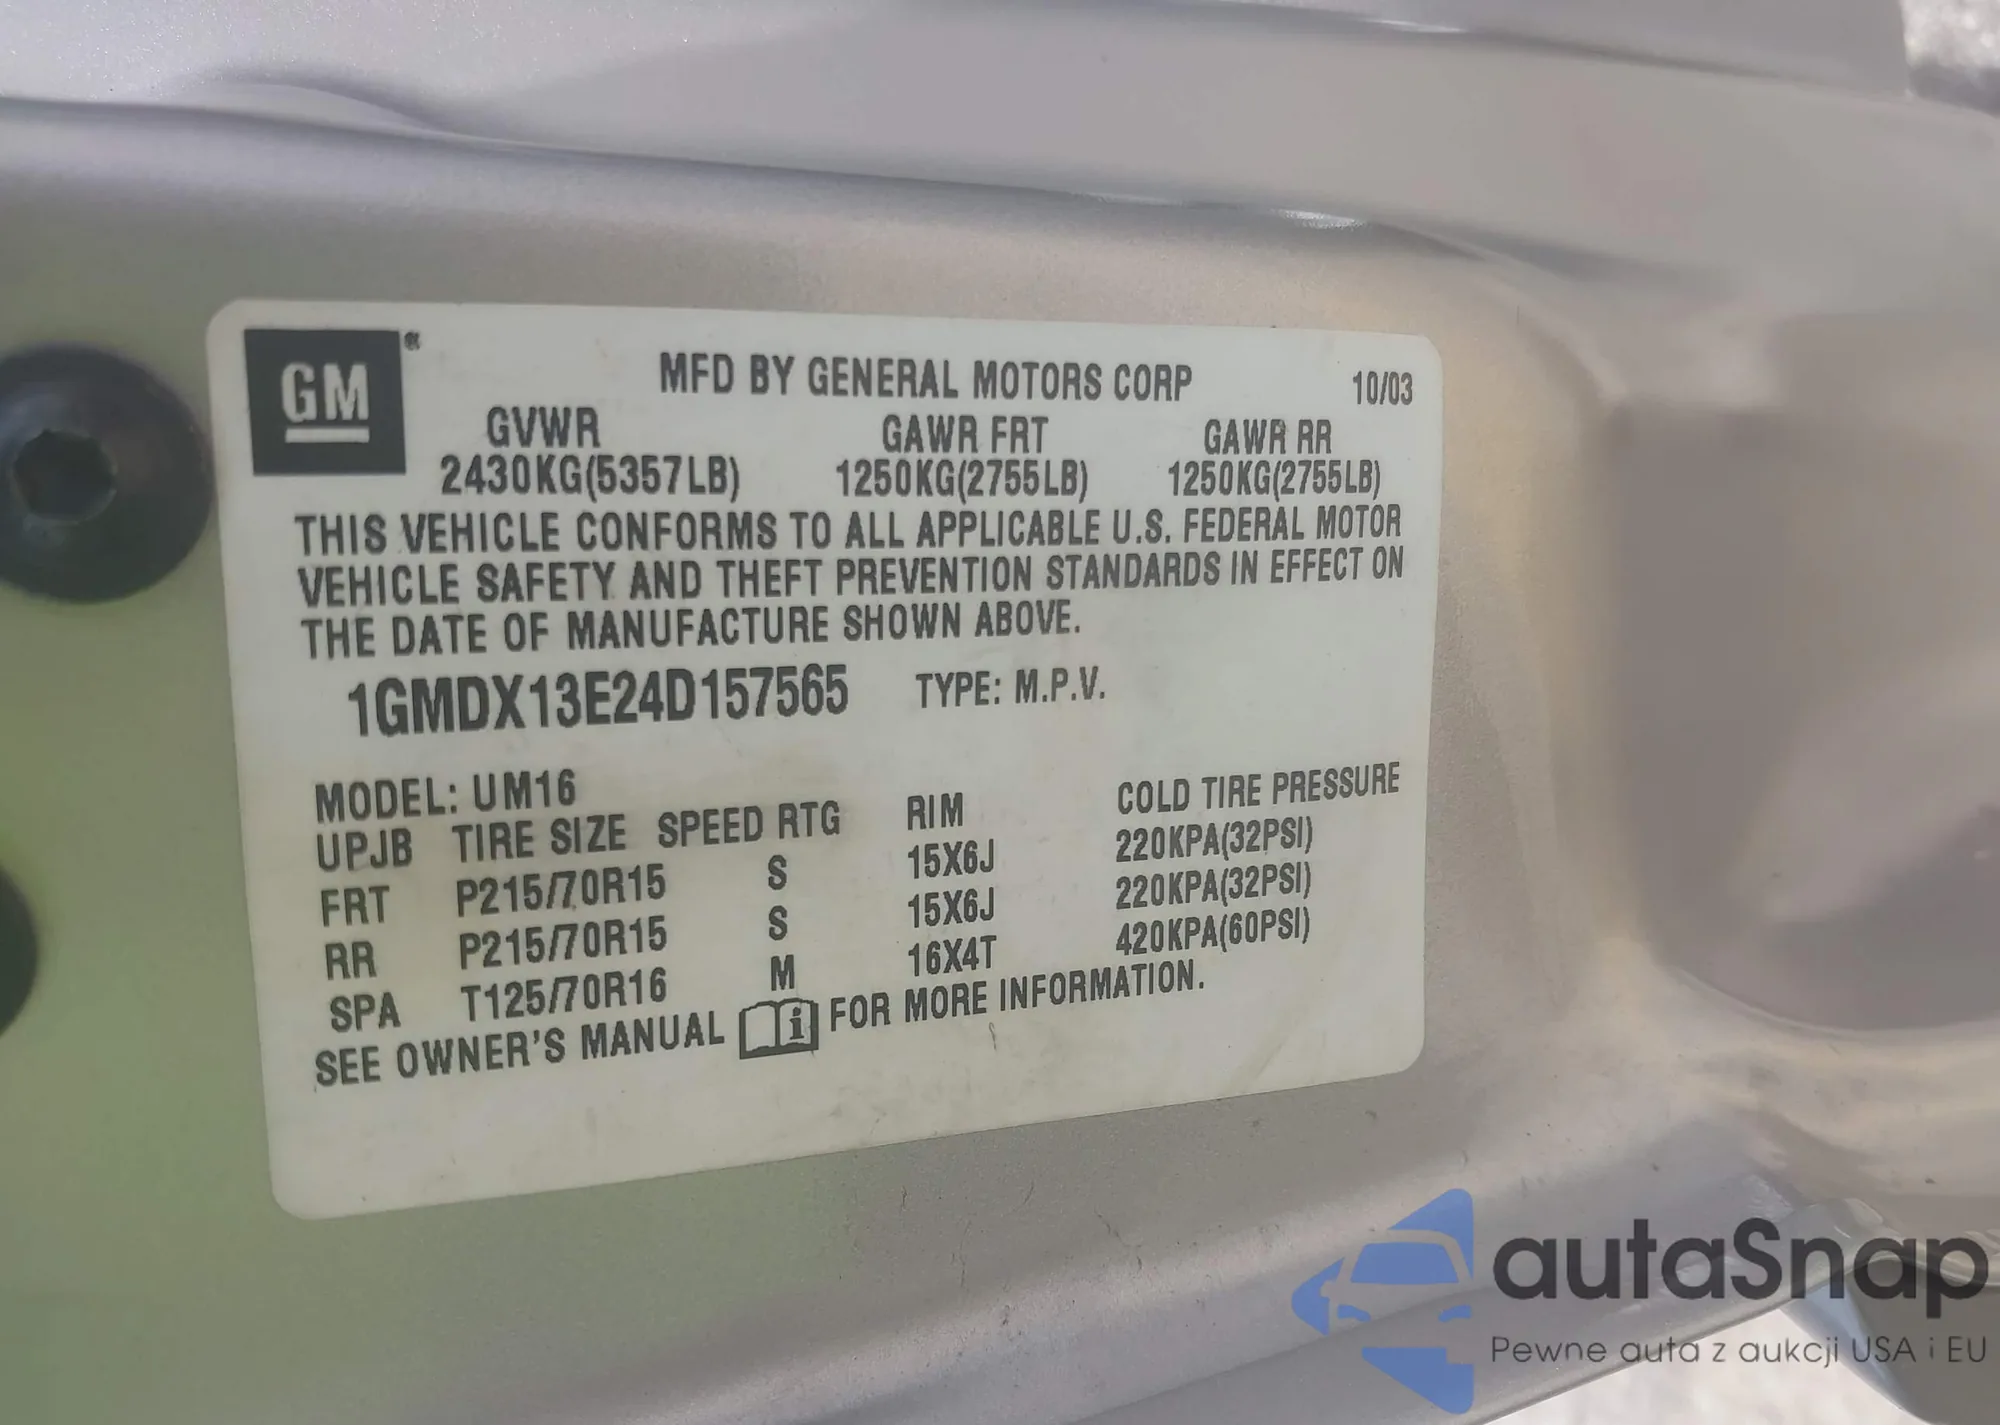 GM®
MFD BY GENERAL MOTORS CORP 10/03
GVWR GAWR FRT GAWR RR
2430KG(5357LB) 1250KG(2755LB) 1250KG(2755LB)
THIS VEHICLE CONFORMS TO ALL APPLICABLE U.S. FEDERAL MOTOR
VEHICLE SAFETY AND THEFT PREVENTION STANDARDS IN EFFECT ON
THE DATE OF MANUFACTURE SHOWN ABOVE.
1GMDX13E24D157565 TYPE: M.P.V.
MODEL: UM16
UPJB TIRE SIZE SPEED RTG RIM COLD TIRE PRESSURE
FRT P215/70R15 S 15X6J 220KPA(32PSI)
RR P215/70R15 S 15X6J 220KPA(32PSI)
SPA T125/70R16 M 16X4T 420KPA(60PSI)
SEE OWNER'S MANUAL i FOR MORE INFORMATION.
autaSnap
Pewne auta z aukcji USA i EU